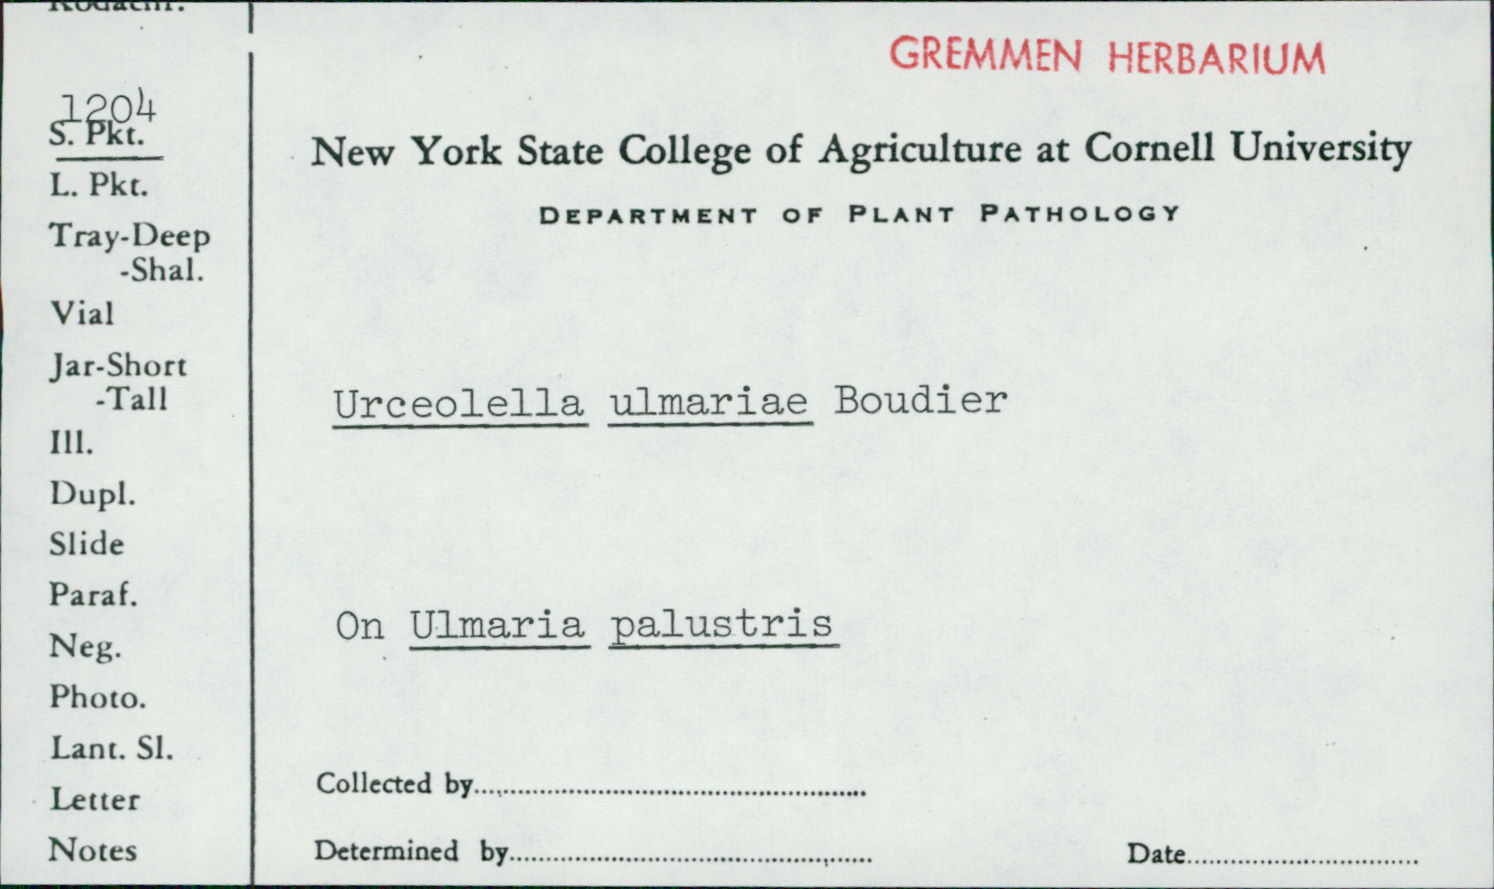 Kodachr.
1204
S. Pkt.
L. Pkt.
Tray-Deep
-Shal.
Vial
Jar-Short
-Tall
Ill.
Dupl.
Slide
Paraf.
Neg.
Photo.
Lant. Sl.
Letter
Notes
GREMMEN HERBARIUM
New York State College of Agriculture at Cornell University
DEPARTMENT OF PLANT PATHOLOGY
Urceolella ulmariae Boudier
On Ulmaria palustris
Collected by
Determined by
Date